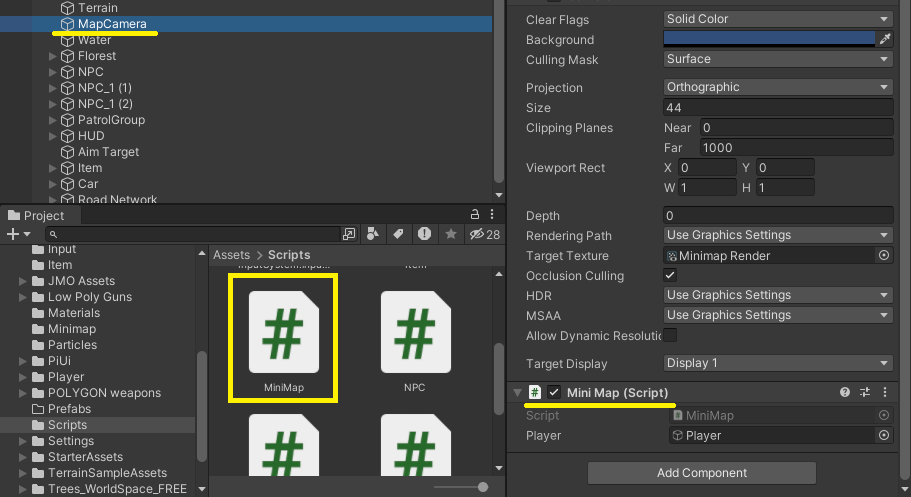 Terrain
MapCamera
Water
Florest
NPC
NPC_1 (1)
NPC_1 (2)
PatrolGroup
HUD
Aim Target
Item
Car
Road Network
Project
28
Input
Item
JMO Assets
Low Poly Guns
Materials
Minimap
Particles
PiUi
Player
POLYGON weapons
Prefabs
Scripts
Settings
StarterAssets
TerrainSampleAssets
Trees_WorldSpace_FREE
Assets > Scripts
MiniMap
NPC
Clear Flags Solid Color
Background
Culling Mask Surface
Projection Orthographic
Size 44
Clipping Planes Near 0
Far 1000
Viewport Rect X 0 Y 0
W 1 H 1
Depth 0
Rendering Path Use Graphics Settings
Target Texture Minimap Render
Occlusion Culling
HDR Use Graphics Settings
MSAA Use Graphics Settings
Allow Dynamic Resolutic
Target Display Display 1
# Mini Map (Script)
Script MiniMap
Player Player
Add Component